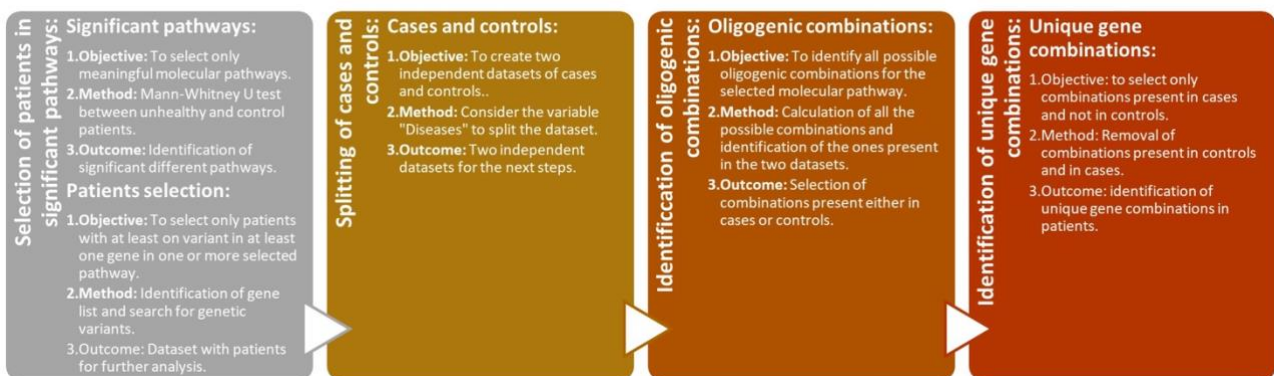 Selection of patients in
significant pathways:
Significant pathways:
1.Objective: To select only
meaningful molecular pathways.
2.Method: Mann-Whitney U test
between unhealthy and control
patients.
3.Outcome: Identification of
significant different pathways.
Patients selection:
1.Objective: To select only patients
with at least on variant in at least
one gene in one or more selected
pathway.
2.Method: Identification of gene
list and search for genetic
variants.
3.Outcome: Dataset with patients
for further analysis.
Splitting of cases and
controls:
Cases and controls:
1.Objective: To create two
independent datasets of cases
and controls..
2.Method: Consider the variable
"Diseases" to split the dataset.
3.Outcome: Two independent
datasets for the next steps.
Identificcation of oligogenic
combinations:
Oligogenic combinations:
1.Objective: To identify all possible
oligogenic combinations for the
selected molecular pathway.
2.Method: Calculation of all the
possible combinations and
identification of the ones present
in the two datasets.
3.Outcome: Selection of
combinations present either in
cases or controls.
Identification of unique gene
combinations:
Unique gene
combinations:
1.Objective: to select only
combinations present in cases
and not in controls.
2.Method: Removal of
combinations present in controls
and in cases.
3.Outcome: identification of
unique gene combinations in
patients.